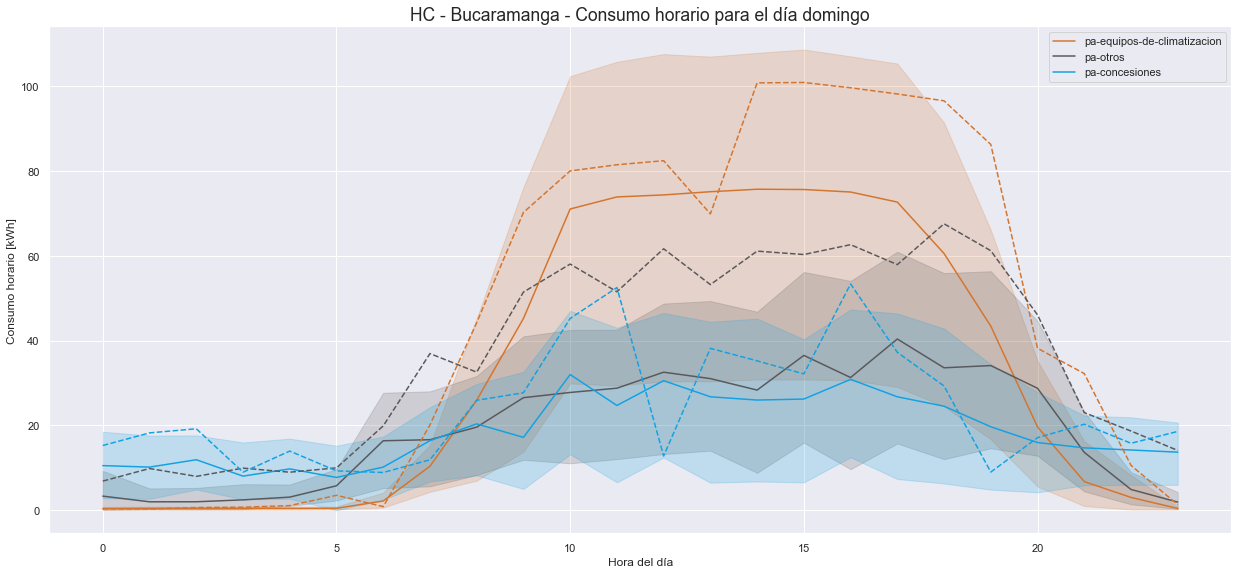 HC - Bucaramanga - Consumo horario para el día domingo
pa-equipos-de-climatizacion
pa-otros
pa-concesiones
Consumo horario [kWh]
100
80
60
40
20
0
0 5 10 15 20
Hora del día